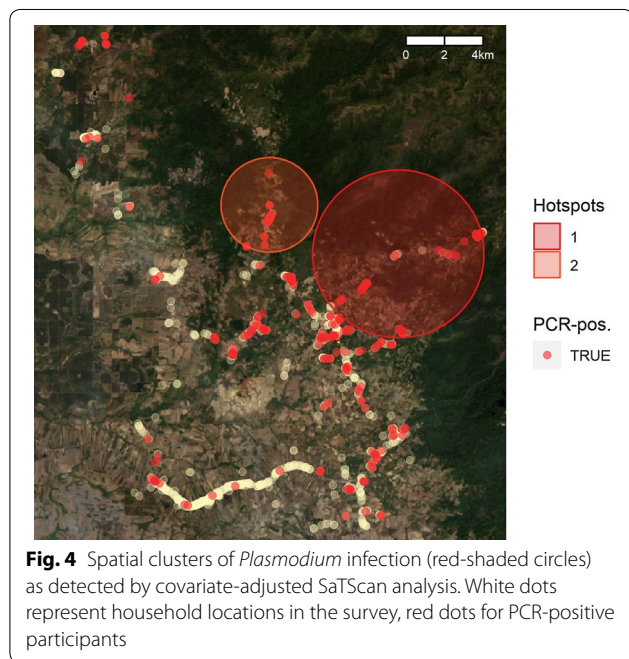 0 2 4km
Hotspots
1
2
PCR-pos.
TRUE
Fig. 4 Spatial clusters of Plasmodium infection (red-shaded circles)
as detected by covariate-adjusted SaTScan analysis. White dots
represent household locations in the survey, red dots for PCR-positive
participants